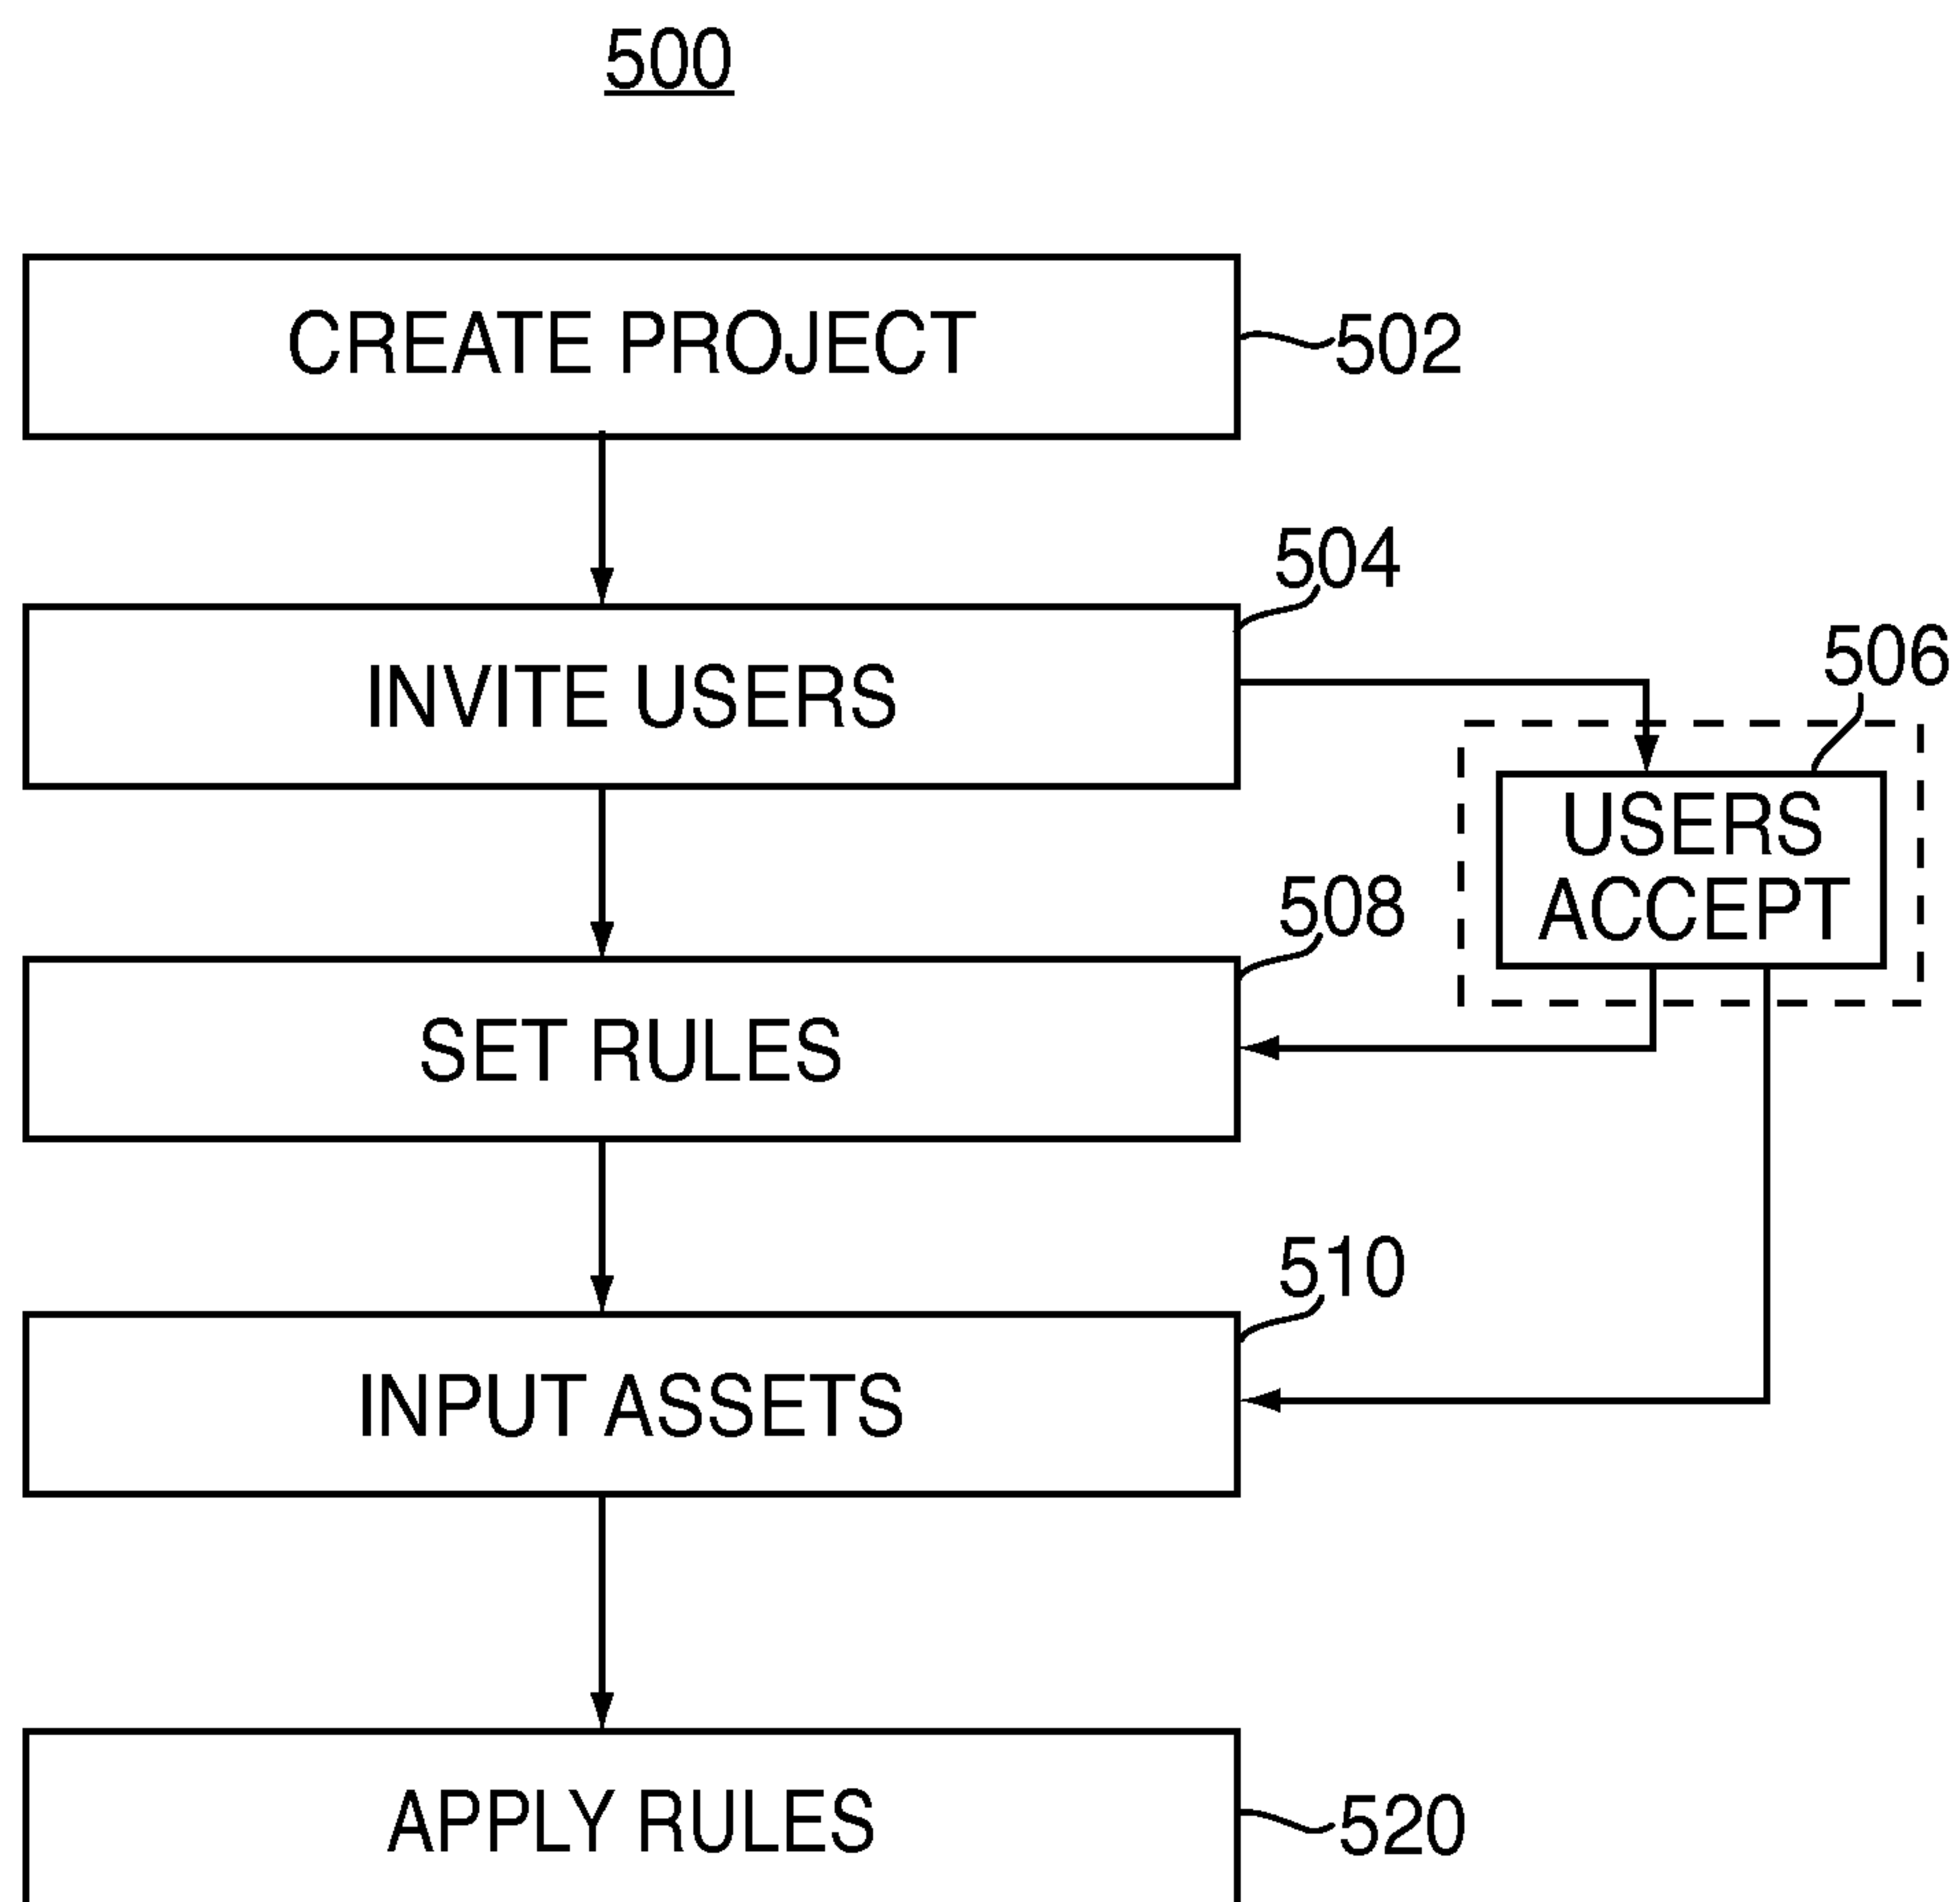 500
CREATE PROJECT
502
504
INVITE USERS
506
USERS
ACCEPT
508
SET RULES
510
INPUT ASSETS
APPLY RULES
520